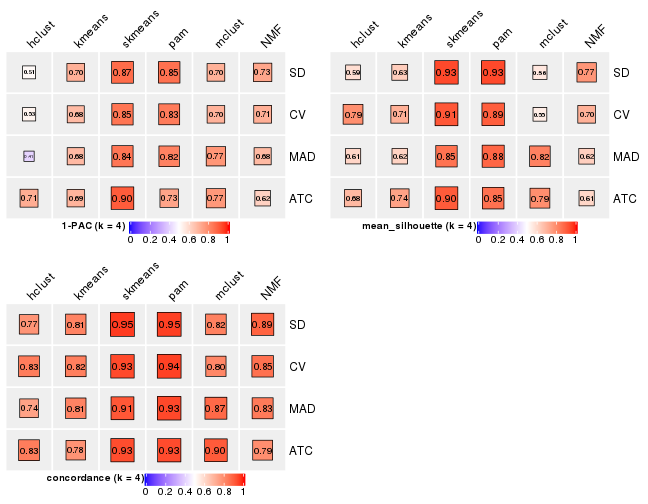 hclust kmeans skmeans pam mclust NMF
0.51 0.70 0.87 0.85 0.70 0.73 SD
0.53 0.68 0.85 0.83 0.70 0.71 CV
0.41 0.68 0.84 0.82 0.77 0.68 MAD
0.71 0.69 0.90 0.73 0.77 0.62 ATC
1-PAC (k = 4)
0 0.2 0.4 0.6 0.8 1
hclust kmeans skmeans pam mclust NMF
0.59 0.63 0.93 0.93 0.56 0.77 SD
0.79 0.71 0.91 0.89 0.55 0.70 CV
0.61 0.62 0.85 0.88 0.82 0.62 MAD
0.68 0.74 0.90 0.85 0.79 0.61 ATC
mean_silhouette (k = 4)
0 0.2 0.4 0.6 0.8 1
hclust kmeans skmeans pam mclust NMF
0.77 0.81 0.95 0.95 0.82 0.89 SD
0.83 0.82 0.93 0.94 0.80 0.85 CV
0.74 0.81 0.91 0.93 0.87 0.83 MAD
0.83 0.78 0.93 0.93 0.90 0.79 ATC
concordance (k = 4)
0 0.2 0.4 0.6 0.8 1